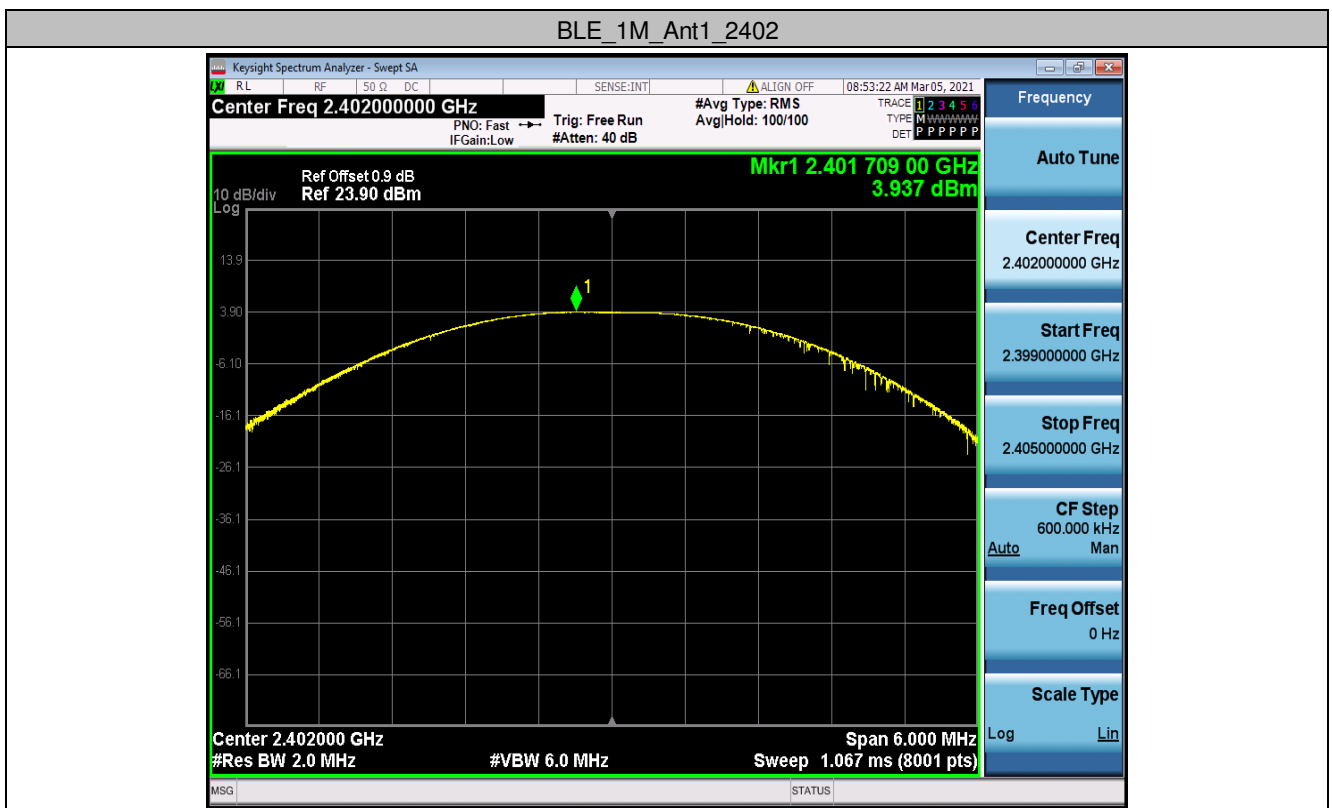 BLE_1M_Ant1_2402
Keysight Spectrum Analyzer - Swept SA
LXI RL RF 50 Ω DC SENSE:INT ALIGN OFF 08:53:22 AM Mar 05, 2021
Center Freq 2.402000000 GHz #Avg Type: RMS TRACE 1 2 3 4 5 6
PNO: Fast Trig: Free Run Avg|Hold: 100/100 TYPE M WWWWW
IFGain:Low #Atten: 40 dB DET P P P P P P
Mkr1 2.401 709 00 GHz
3.937 dBm
Ref Offset 0.9 dB
10 dB/div Ref 23.90 dBm
Log
13.9
1
3.90
-6.10
-16.1
-26.1
-36.1
-46.1
-56.1
-66.1
Center 2.402000 GHz Span 6.000 MHz
#Res BW 2.0 MHz #VBW 6.0 MHz Sweep 1.067 ms (8001 pts)
MSG STATUS
Frequency
Auto Tune
Center Freq
2.402000000 GHz
Start Freq
2.399000000 GHz
Stop Freq
2.405000000 GHz
CF Step
600.000 kHz
Auto Man
Freq Offset
0 Hz
Scale Type
Log Lin